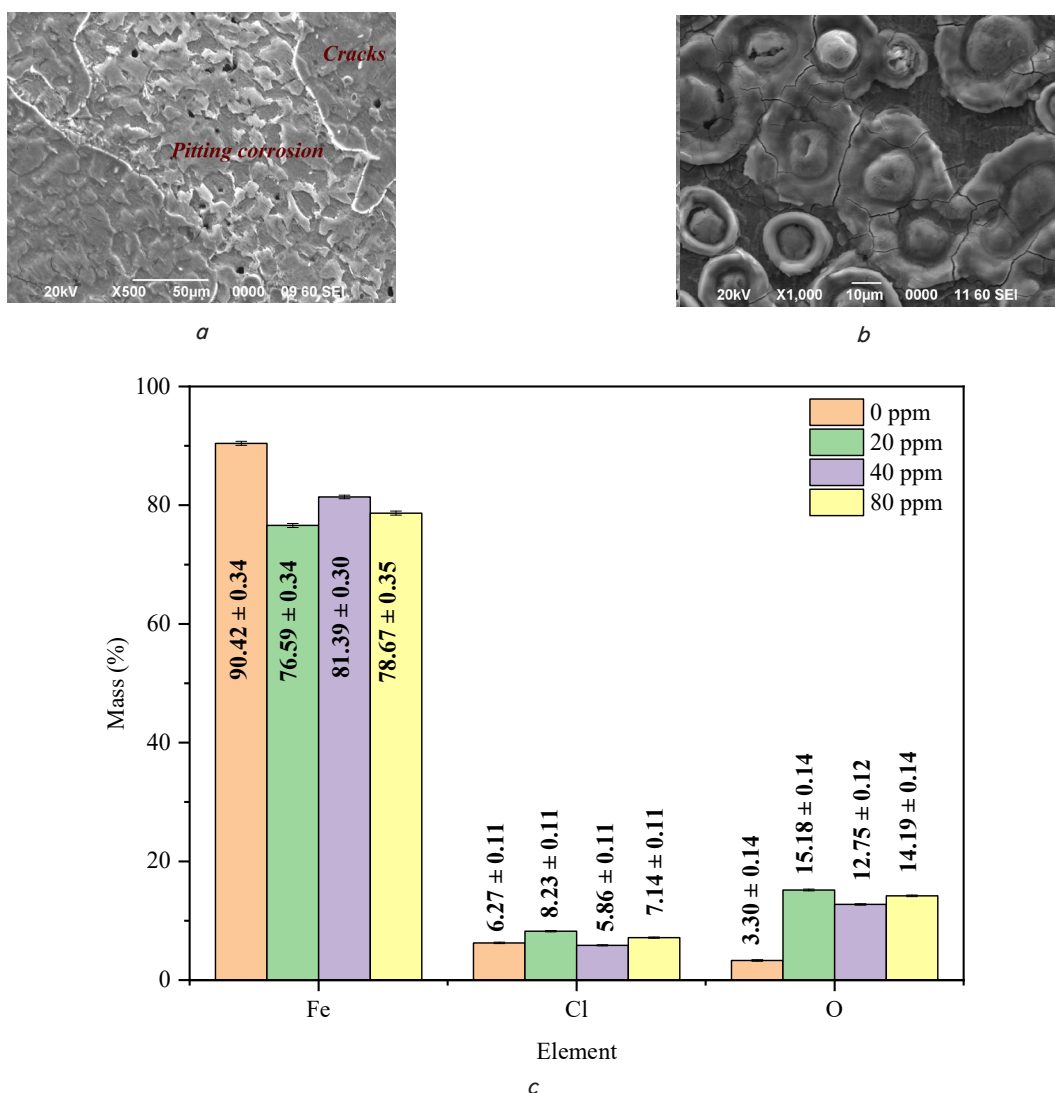 Cracks
Pitting corrosion
20kV X500 50µm 0000 09 60 SEI
20kV X1,000 10µm 0000 11 60 SEI
a
b
100
80
60
40
20
0
Mass (%)
0 ppm
20 ppm
40 ppm
80 ppm
90.42 ± 0.34
76.59 ± 0.34
81.39 ± 0.30
78.67 ± 0.35
6.27 ± 0.11
8.23 ± 0.11
5.86 ± 0.11
7.14 ± 0.11
3.30 ± 0.14
15.18 ± 0.14
12.75 ± 0.12
14.19 ± 0.14
Fe
Cl
O
Element
c